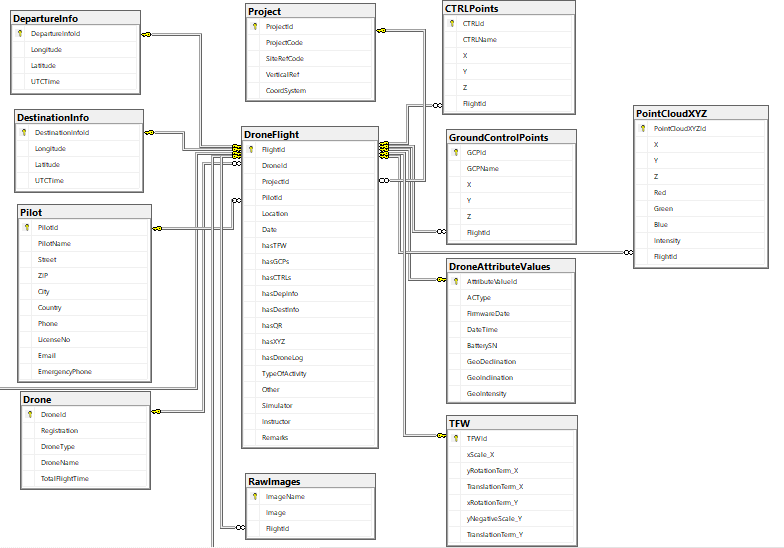 DepartureInfo
DepartureInfoId
Longitude
Latitude
UTCTime
DestinationInfo
DestinationInfoId
Longitude
Latitude
UTCTime
Pilot
PilotId
PilotName
Street
ZIP
City
Country
Phone
LicenseNo
Email
EmergencyPhone
Drone
DroneId
Registration
DroneType
DroneName
TotalFlightTime
Project
ProjectId
ProjectCode
SiteRefCode
VerticalRef
CoordSystem
DroneFlight
FlightId
DroneId
ProjectId
PilotId
Location
Date
hasTFW
hasGCPs
hasCTRLs
hasDepInfo
hasDestInfo
hasQR
hasXYZ
hasDroneLog
TypeOfActivity
Other
Simulator
Instructor
Remarks
RawImages
ImageName
Image
FlightId
CTRLPoints
CTRLId
CTRLName
X
Y
Z
FlightId
GroundControlPoints
GCPId
GCPName
X
Y
Z
FlightId
DroneAttributeValues
AttributeValueId
ACType
FirmwareDate
DateTime
BatterySN
GeoDeclination
GeoInclination
GeoIntensity
TFW
TFWId
xScale_X
yRotationTerm_X
TranslationTerm_X
xRotationTerm_Y
yNegativeScale_Y
TranslationTerm_Y
PointCloudXYZ
PointCloudXYZId
X
Y
Z
Red
Green
Blue
Intensity
FlightId